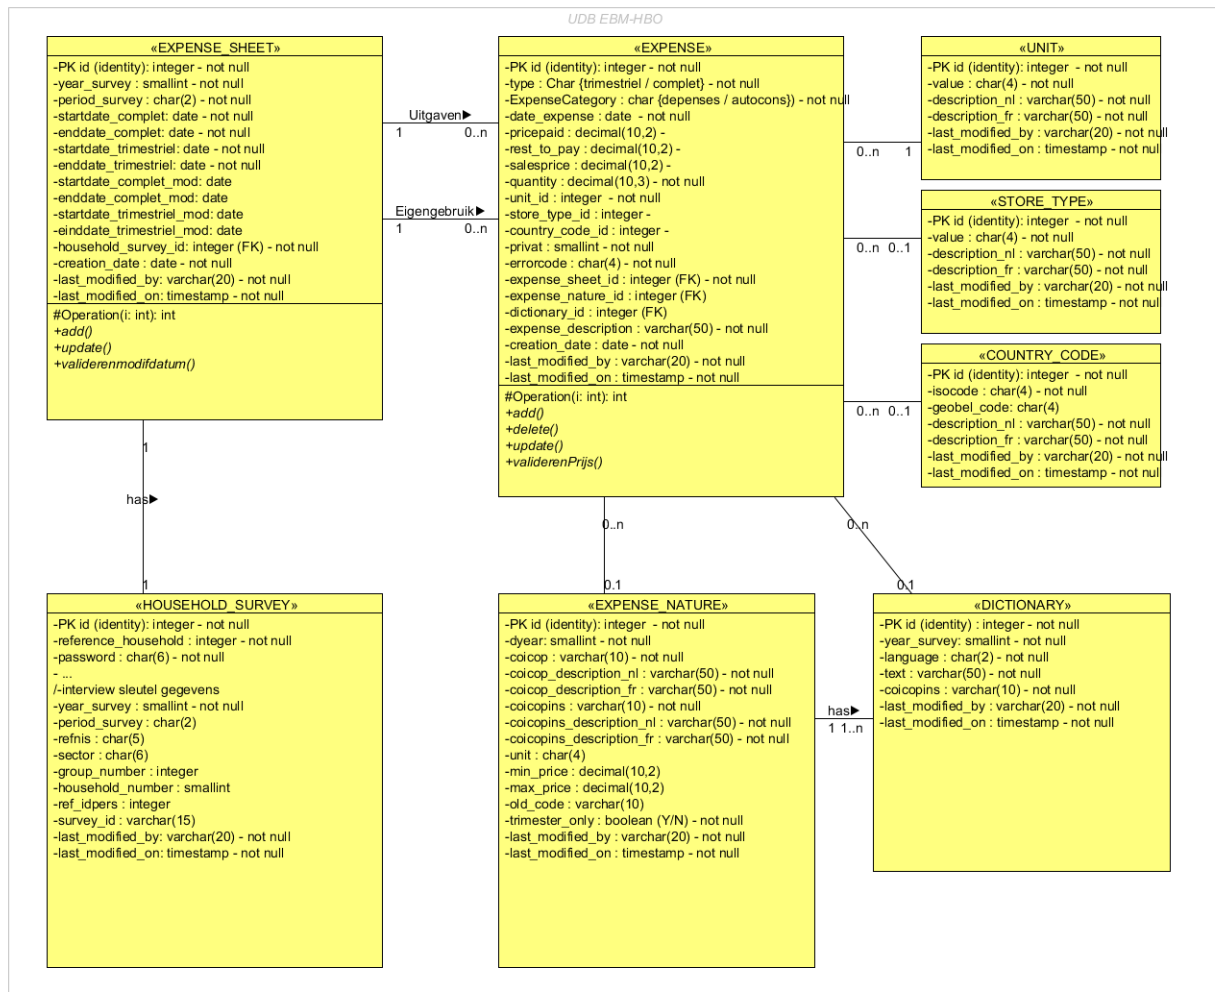 UDB EBM-HBO
«EXPENSE_SHEET»
-PK id (identity): integer - not null
-year_survey : smallint - not null
-period_survey : char(2) - not null
-startdate_complet : date - not null
-enddate_complet: date - not null
-startdate_trimestriel: date - not null
-enddate_trimestriel: date - not null
-startdate_complet_mod: date
-enddate_complet_mod: date
-startdate_trimestriel_mod: date
-einddate_trimestriel_mod: date
-household_survey_id: integer (FK) - not null
-creation_date : date - not null
-last_modified_by: varchar(20) - not null
-last_modified_on: timestamp - not null
#Operation(i: int): int
+add()
+update()
+validerenmodifdatum()
Uitgaven
1 0..n
Eigengebruik
1 0..n
«EXPENSE»
-PK id (identity): integer - not null
-type : Char {trimestriel / complet} - not null
-ExpenseCategory : char {depenses / autocons}) - not null
-date_expense : date - not null
-pricepaid : decimal(10,2) -
-rest_to_pay : decimal(10,2) -
-salesprice : decimal(10,2) -
-quantity : decimal(10,3) - not null
-unit_id : integer - not null
-store_type_id : integer -
-country_code_id : integer -
-privat : smallint - not null
-errorcode : char(4) - not null
-expense_sheet_id : integer (FK) - not null
-expense_nature_id : integer (FK)
-dictionary_id : integer (FK)
-expense_description : varchar(50) - not null
-creation_date : date - not null
-last_modified_by : varchar(20) - not null
-last_modified_on : timestamp - not null
#Operation(i: int): int
+add()
+delete()
+update()
+validerenPrijs()
0..n 1
0..n 0..1
0..n 0..1
«UNIT»
-PK id (identity): integer - not null
-value : char(4) - not null
-description_nl : varchar(50) - not null
-description_fr : varchar(50) - not null
-last_modified_by : varchar(20) - not null
-last_modified_on : timestamp - not null
«STORE_TYPE»
-PK id (identity): integer - not null
-value : char(4) - not null
-description_nl : varchar(50) - not null
-description_fr : varchar(50) - not null
-last_modified_by : varchar(20) - not null
-last_modified_on : timestamp - not null
«COUNTRY_CODE»
-PK id (identity): integer - not null
-isocode : char(4) - not null
-geobel_code: char(4)
-description_nl : varchar(50) - not null
-description_fr : varchar(50) - not null
-last_modified_by : varchar(20) - not null
-last_modified_on : timestamp - not null
1
has
1
0..n
0.1
0..n
0.1
«HOUSEHOLD_SURVEY»
-PK id (identity): integer - not null
-reference_household : integer - not null
-password : char(6) - not null
- ...
/-interview sleutel gegevens
-year_survey : smallint - not null
-period_survey : char(2)
-refnis : char(5)
-sector : char(6)
-group_number : integer
-household_number : smallint
-ref_idpers : integer
-survey_id : varchar(15)
-last_modified_by: varchar(20) - not null
-last_modified_on: timestamp - not null
«EXPENSE_NATURE»
-PK id (identity): integer - not null
-dyear: smallint - not null
-coicop : varchar(10) - not null
-coicop_description_nl : varchar(50) - not null
-coicop_description_fr : varchar(50) - not null
-coicopins : varchar(10) - not null
-coicopins_description_nl : varchar(50) - not null
-coicopins_description_fr : varchar(50) - not null
-unit : char(4)
-min_price : decimal(10,2)
-max_price : decimal(10,2)
-old_code : varchar(10)
-trimester_only : boolean (Y/N) - not null
-last_modified_by : varchar(20) - not null
-last_modified_on : timestamp - not null
has
1 1..n
«DICTIONARY»
-PK id (identity) : integer - not null
-year_survey: smallint - not null
-language : char(2) - not null
-text : varchar(50) - not null
-coicopins : varchar(10) - not null
-last_modified_by : varchar(20) - not null
-last_modified_on : timestamp - not null